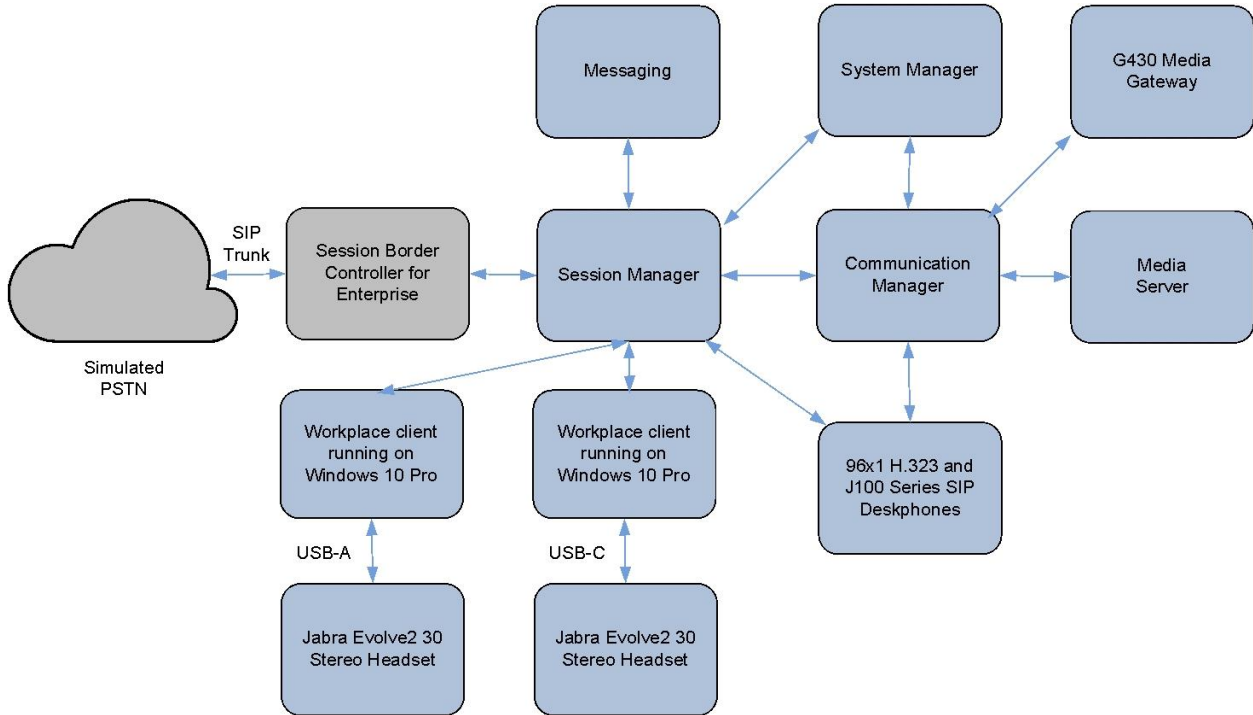 Messaging
System Manager
G430 Media
Gateway
SIP
Trunk
Session Border
Controller for
Enterprise
Session Manager
Communication
Manager
Media
Server
Simulated
PSTN
Workplace client
running on
Windows 10 Pro
Workplace client
running on
Windows 10 Pro
96x1 H.323 and
J100 Series SIP
Deskphones
USB-A
USB-C
Jabra Evolve2 30
Stereo Headset
Jabra Evolve2 30
Stereo Headset